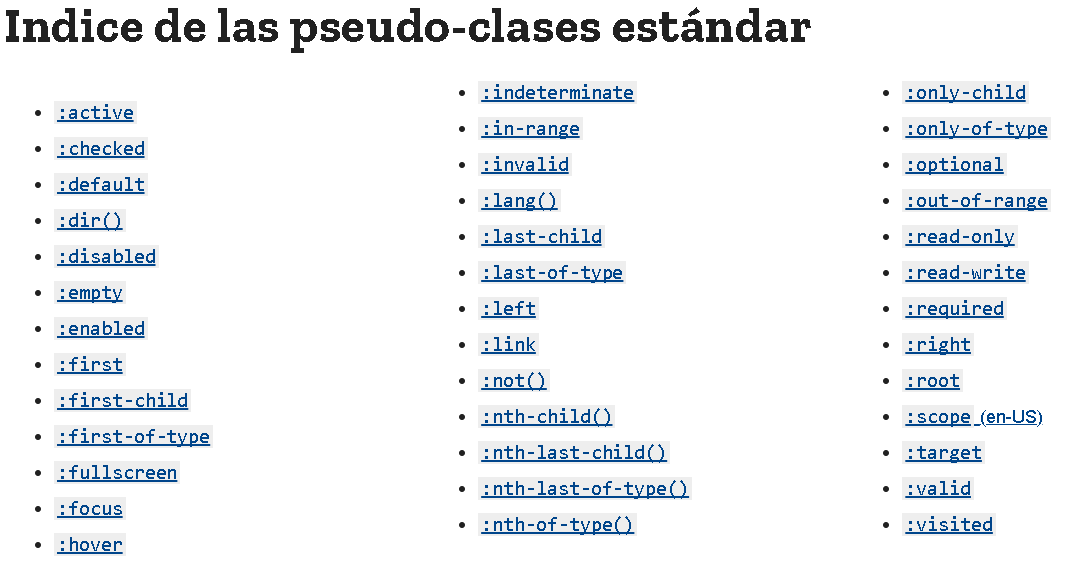 Indice de las pseudo-clases estándar
:active
:checked
:default
:dir()
:disabled
:empty
:enabled
:first
:first-child
:first-of-type
:fullscreen
:focus
:hover
:indeterminate
:in-range
:invalid
:lang()
:last-child
:last-of-type
:left
:link
:not()
:nth-child()
:nth-last-child()
:nth-last-of-type()
:nth-of-type()
:only-child
:only-of-type
:optional
:out-of-range
:read-only
:read-write
:required
:right
:root
:scope (en-US)
:target
:valid
:visited